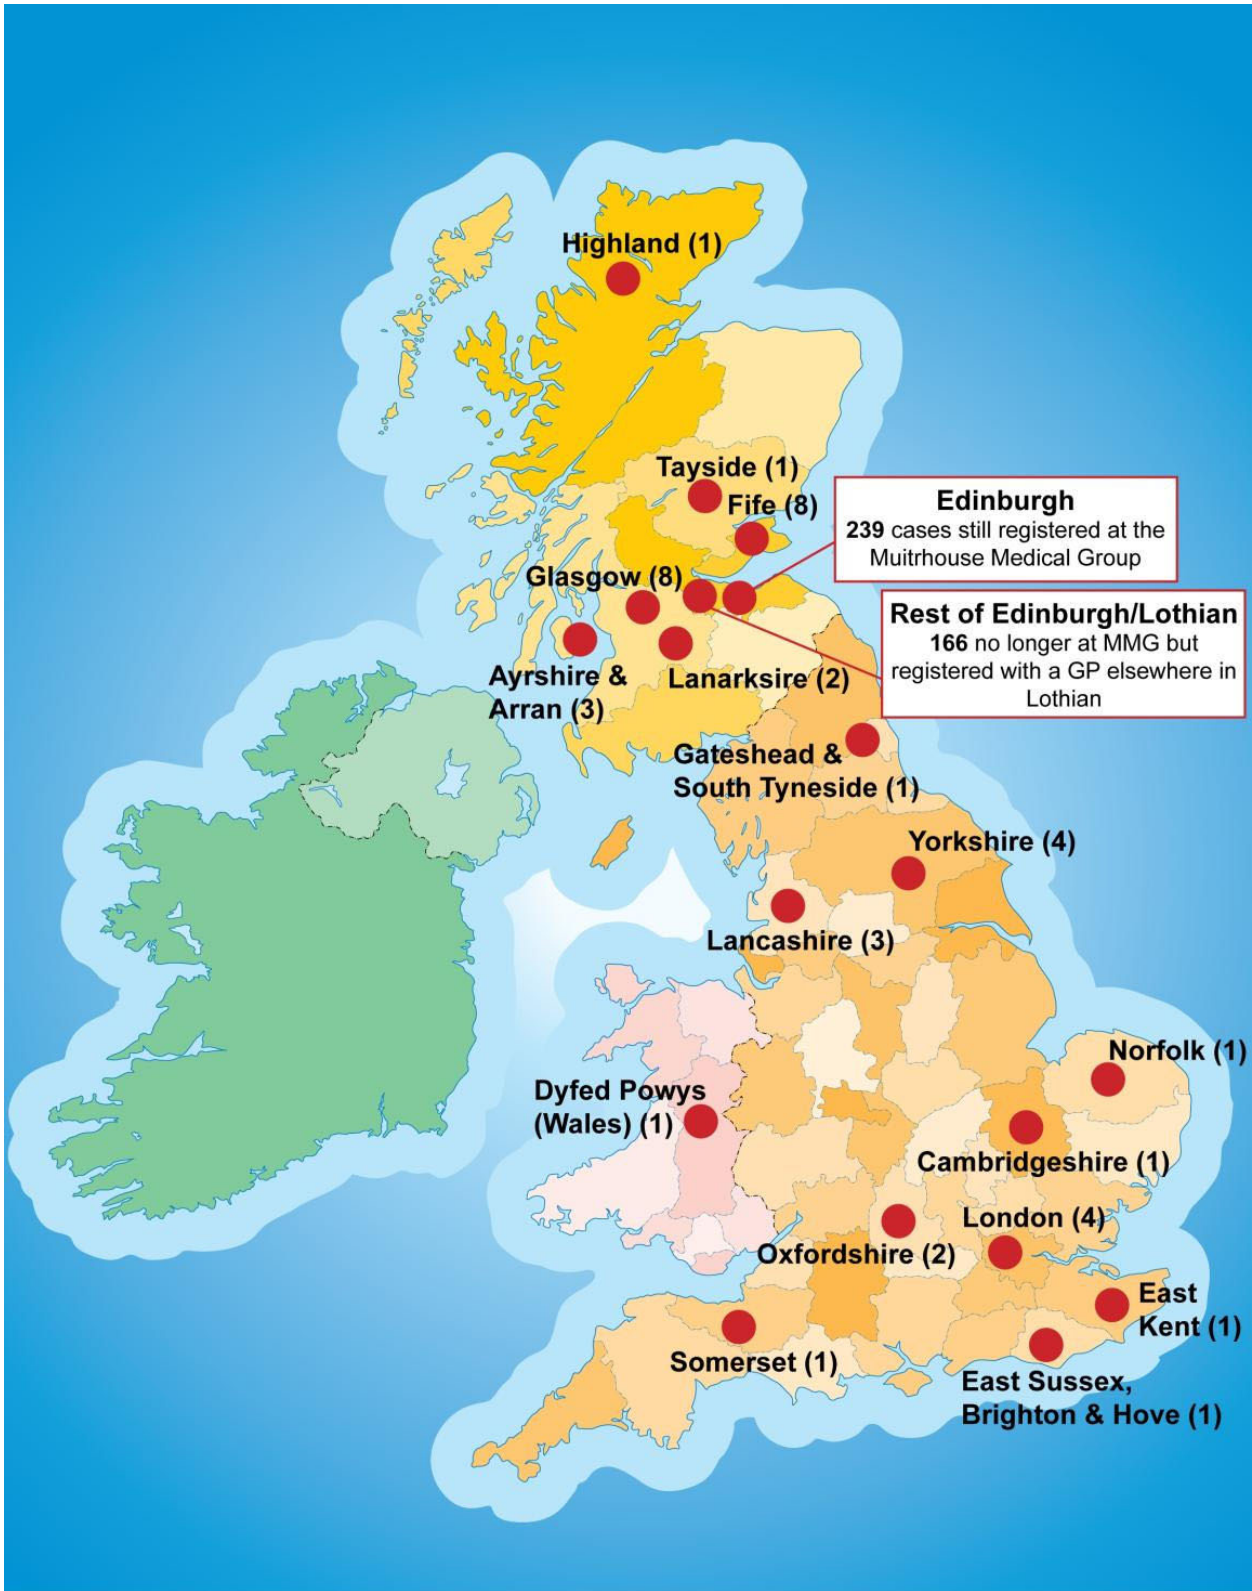 Highland (1)
Tayside (1)
Fife (8)
Edinburgh
239 cases still registered at the
Muitrhouse Medical Group
Glasgow (8)
Rest of Edinburgh/Lothian
166 no longer at MMG but
registered with a GP elsewhere in
Lothian
Ayrshire &
Arran (3)
Lanarksire (2)
Gateshead &
South Tyneside (1)
Yorkshire (4)
Lancashire (3)
Norfolk (1)
Dyfed Powys
(Wales) (1)
Cambridgeshire (1)
London (4)
Oxfordshire (2)
East
Kent (1)
Somerset (1)
East Sussex,
Brighton & Hove (1)